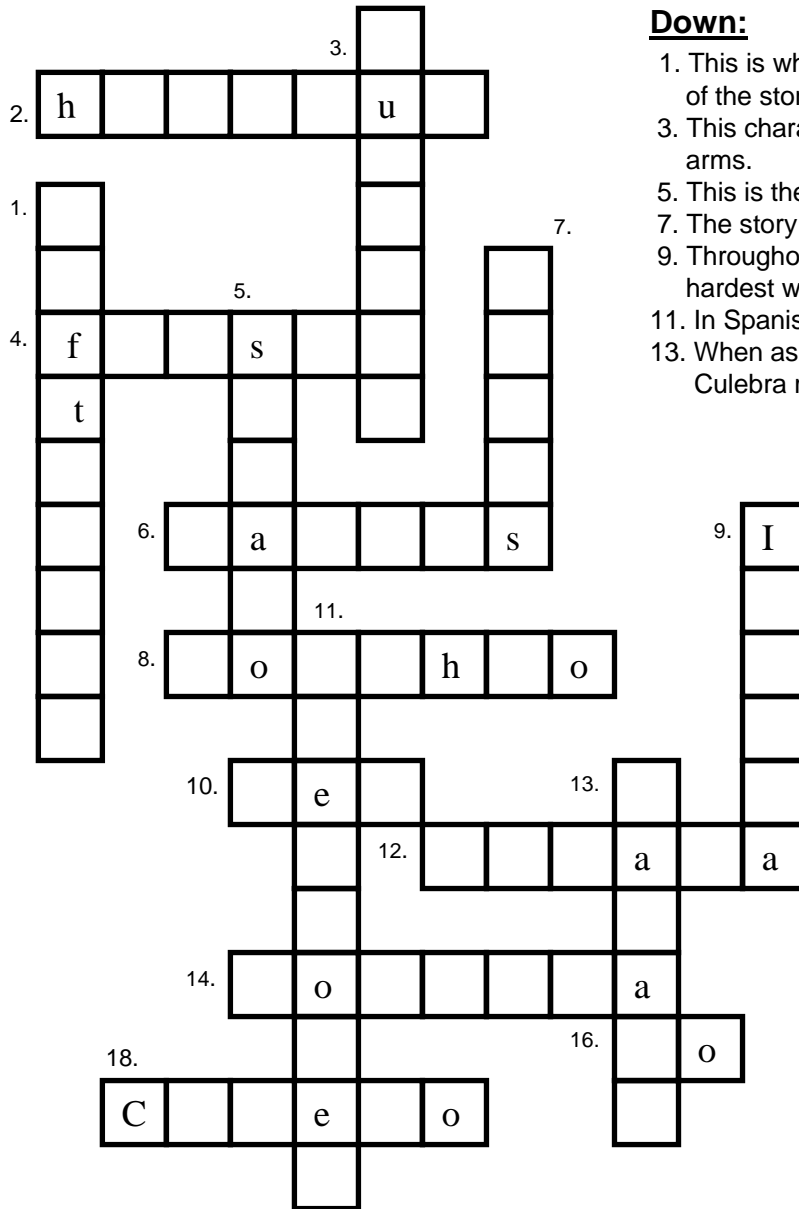 Down:
1. This is wh
of the stor
3. This chara
arms.
5. This is the
7. The story
9. Througho
hardest w
11. In Spanis
13. When as
Culebra
3.
2. h u
1.
7.
5.
4. f s
t
6. a s
9. I
11.
8. o h o
10. e
13.
12. a a
14. o a
16. o
18.
C e o